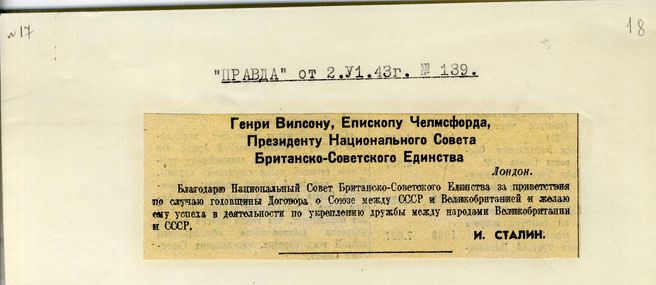 №17
18
"ПРАВДА" от 2.У1.43г. № 139.
Генри Вилсону, Епископу Челмсфорда,
Президенту Национального Совета
Британско-Советского Единства
Лондон.
Благодарю Национальный Совет Британско-Советского Единства за приветствия
по случаю годовщины Договора о Союзе между СССР и Великобританией и желаю
ему успеха в деятельности по укреплению дружбы между народами Великобритании
и СССР.
И. СТАЛИН.